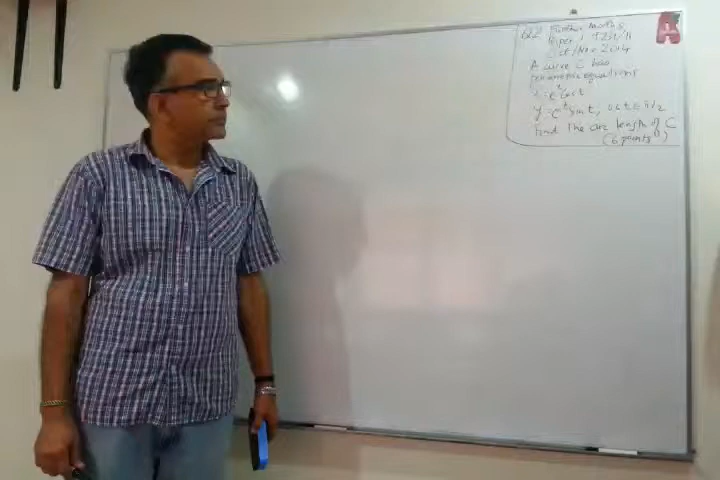 Further Maths
Paper 1
Oct/Nov 2014
A curve C has
parametric equations
x = e^t cos t
y = e^t sin t, 0 ≤ t ≤ π/2
Find the arc length of C
(6 points)
A